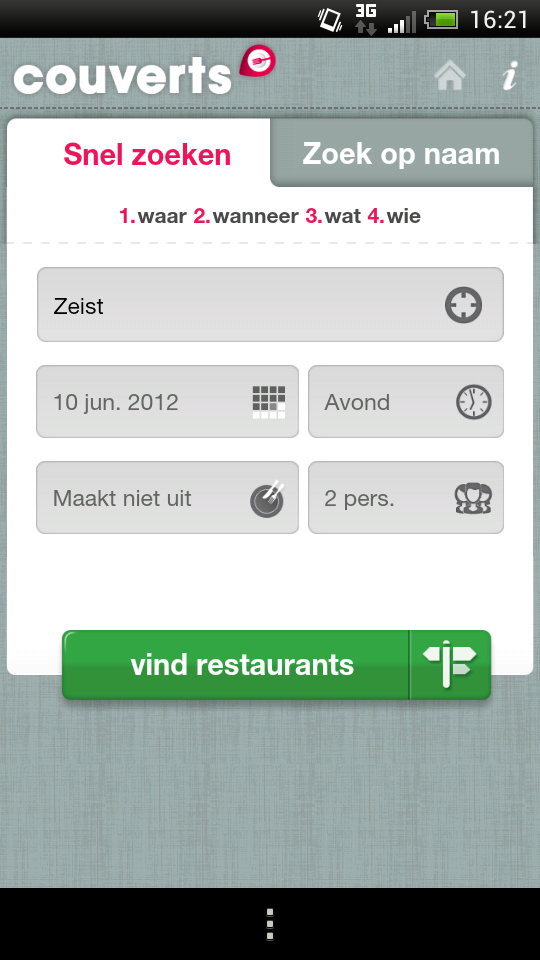 3G 16:21
couverts
i
Snel zoeken Zoek op naam
1.waar 2.wanneer 3.wat 4.wie
Zeist
10 jun. 2012 Avond
Maakt niet uit 2 pers.
vind restaurants